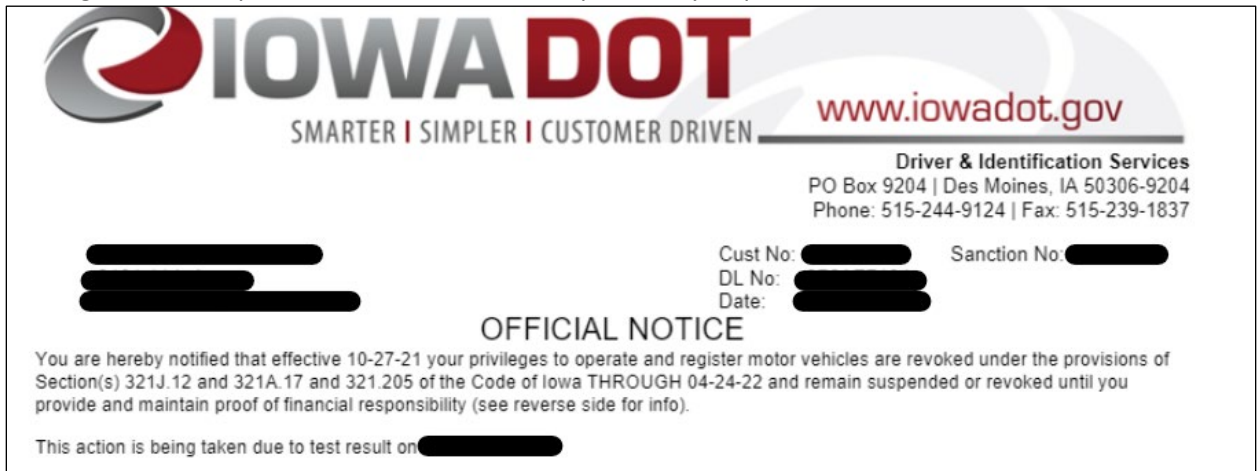 IOWADOT
SMARTER | SIMPLER | CUSTOMER DRIVEN
www.iowadot.gov
Driver & Identification Services
PO Box 9204 | Des Moines, IA 50306-9204
Phone: 515-244-9124 | Fax: 515-239-1837
Cust No: Sanction No:
DL No:
Date:
OFFICIAL NOTICE
You are hereby notified that effective 10-27-21 your privileges to operate and register motor vehicles are revoked under the provisions of
Section(s) 321J.12 and 321A.17 and 321.205 of the Code of Iowa THROUGH 04-24-22 and remain suspended or revoked until you
provide and maintain proof of financial responsibility (see reverse side for info).
This action is being taken due to test result on